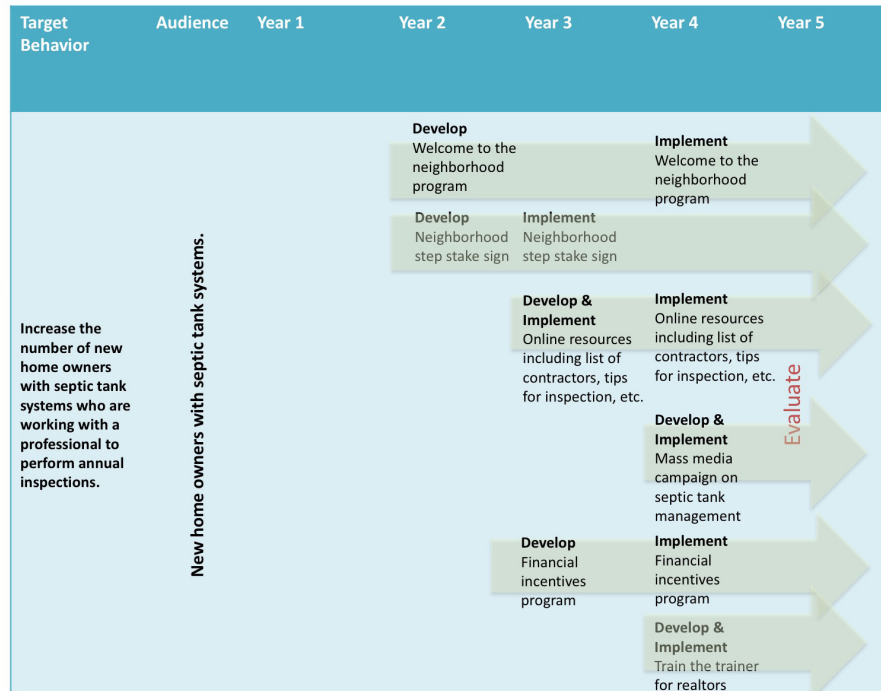 Target
Behavior
Audience
Year 1
Year 2
Year 3
Year 4
Year 5
Increase the
number of new
home owners
with septic tank
systems who are
working with a
professional to
perform annual
inspections.
New home owners with septic tank systems.
Develop
Welcome to the
neighborhood
program
Implement
Welcome to the
neighborhood
program
Develop
Neighborhood
step stake sign
Implement
Neighborhood
step stake sign
Develop &
Implement
Online resources
including list of
contractors, tips
for inspection, etc.
Implement
Online resources
including list of
contractors, tips
for inspection, etc.
Evaluate
Develop &
Implement
Mass media
campaign on
septic tank
management
Develop
Financial
incentives
program
Implement
Financial
incentives
program
Develop &
Implement
Train the trainer
for realtors